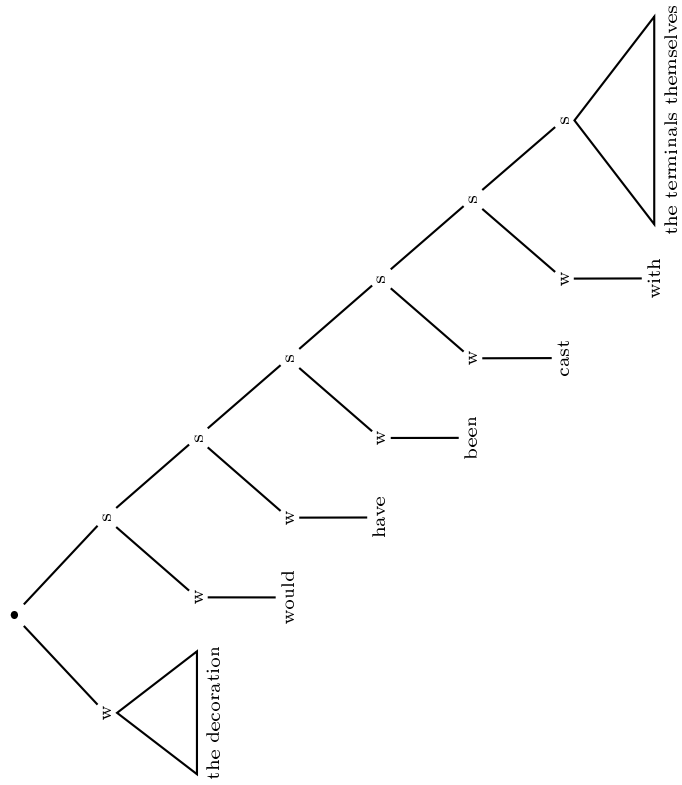 •
w s
the decoration
w s
would
w s
have
w s
been
w s
cast
w s
with
the terminals themselves